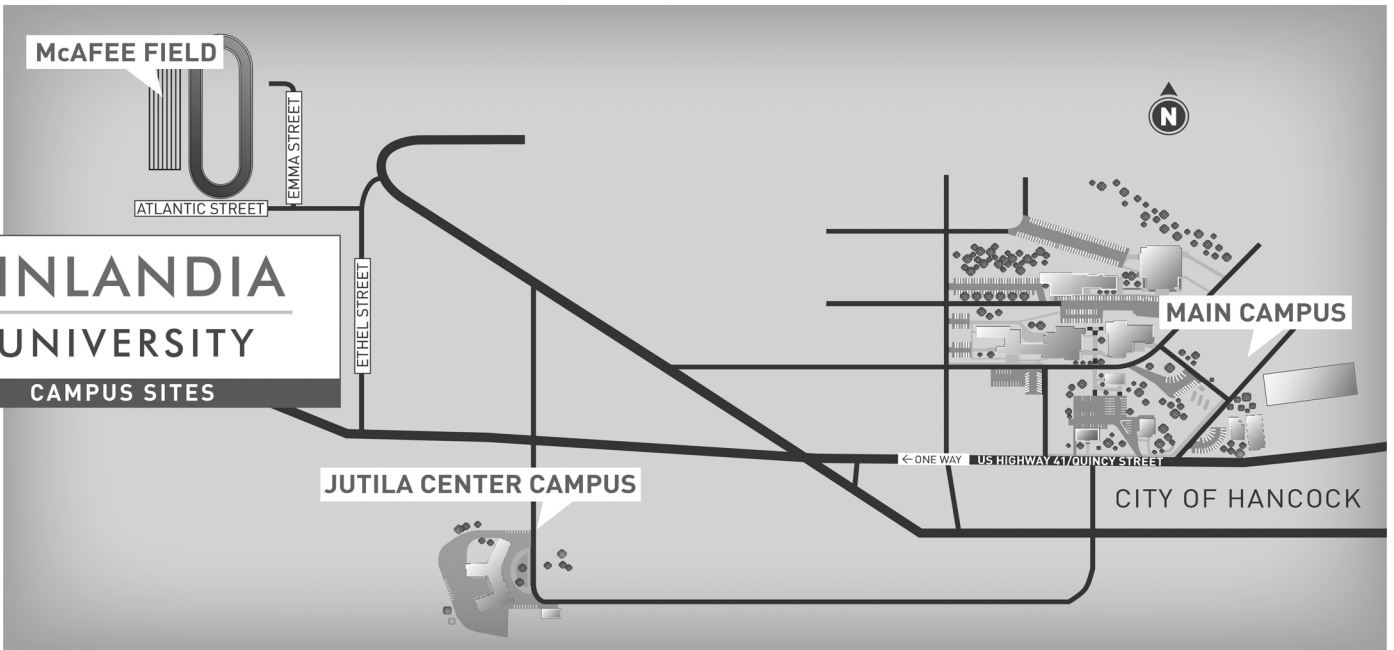 McAFEE FIELD
EMMA STREET
ATLANTIC STREET
N
INLANDIA
UNIVERSITY
CAMPUS SITES
ETHEL STREET
MAIN CAMPUS
←ONE WAY US HIGHWAY 41/QUINCY STREET
JUTILA CENTER CAMPUS
CITY OF HANCOCK